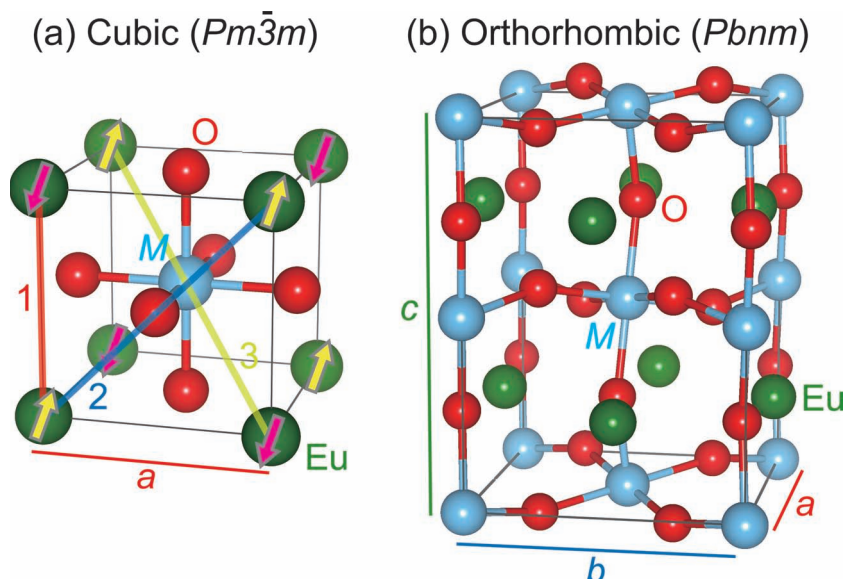 (a) Cubic (Pm3̄m)
(b) Orthorhombic (Pbnm)
O
M
1
2
3
Eu
a
O
c
M
Eu
a
b